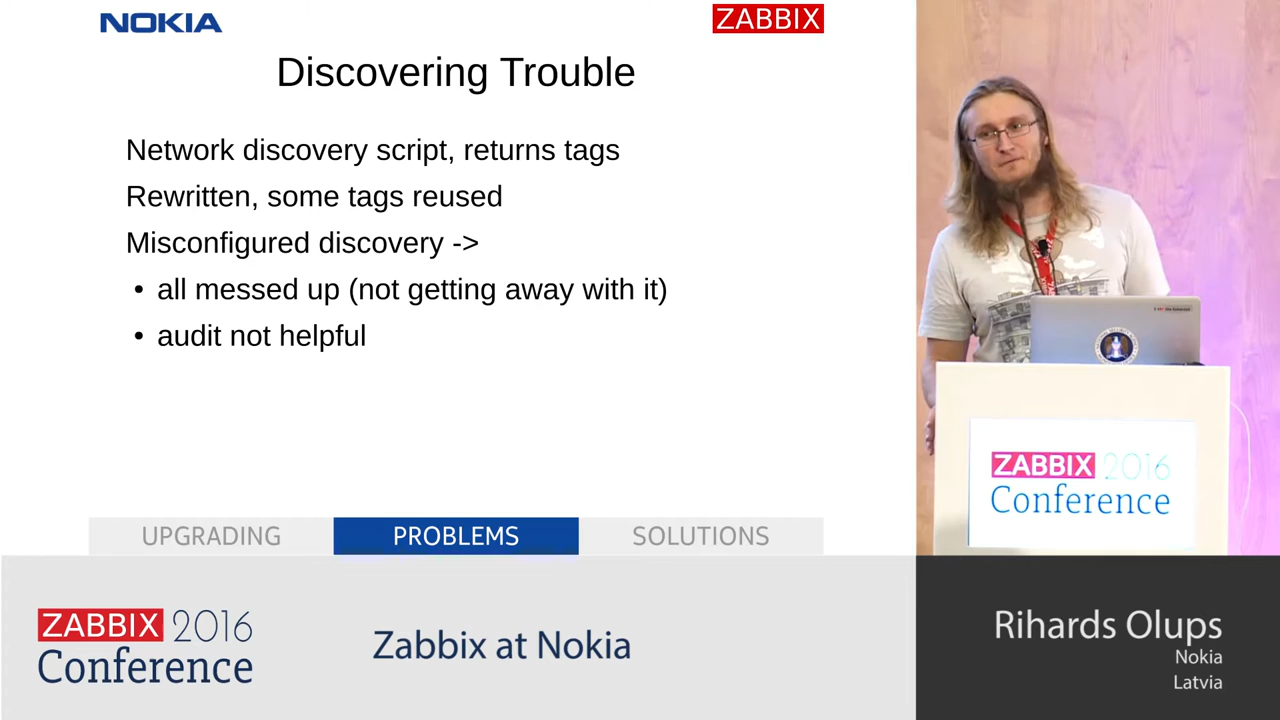 NOKIA
ZABBIX
Discovering Trouble
Network discovery script, returns tags
Rewritten, some tags reused
Misconfigured discovery ->
• all messed up (not getting away with it)
• audit not helpful
UPGRADING
PROBLEMS
SOLUTIONS
ZABBIX 2016
Conference
ZABBIX 2016
Conference
Zabbix at Nokia
Rihards Olups
Nokia
Latvia